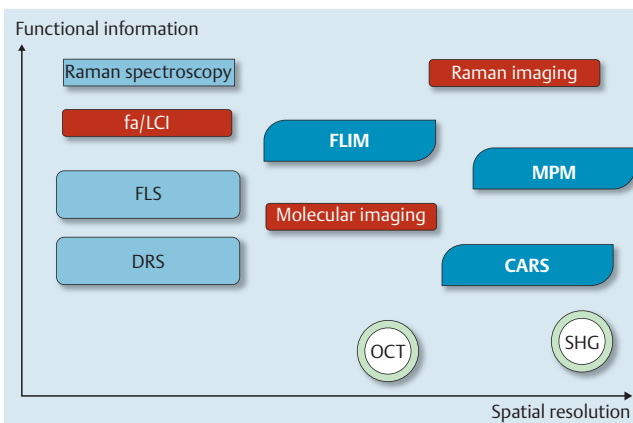 Functional information
Raman spectroscopy
Raman imaging
fa/LCI
FLIM
MPM
FLS
Molecular imaging
DRS
CARS
OCT
SHG
Spatial resolution